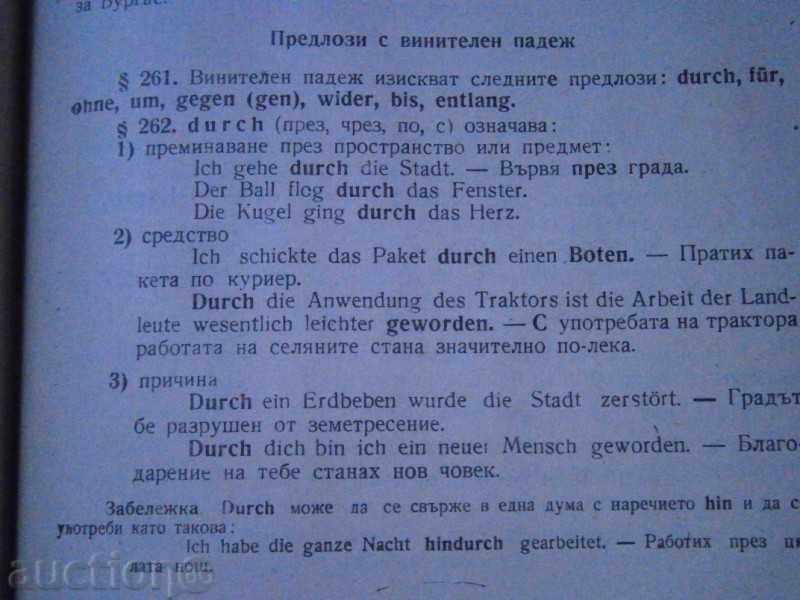 за Бургас.
Предлози с винителен падеж
§ 261. Винителен падеж изискват следните предлози: durch, für,
ohne, um, gegen (gen), wider, bis, entlang.
§ 262. durch (през, чрез, по, с) означава:
1) преминаване през пространство или предмет:
Ich gehe durch die Stadt. — Вървя през града.
Der Ball flog durch das Fenster.
Die Kugel ging durch das Herz.
2) средство
Ich schickte das Paket durch einen Boten. — Пратих па-
кета по куриер.
Durch die Anwendung des Traktors ist die Arbeit der Land-
leute wesentlich leichter geworden. — С употребата на трактора
работата на селяните стана значително по-лека.
3) причина
Durch ein Erdbeben wurde die Stadt zerstört. — Градът
бе разрушен от земетресение.
Durch dich bin ich ein neuer Mensch geworden. — Благо-
дарение на тебе станах нов човек.
Забележка. Durch може да се свърже в една дума с наречието hin и да с
употреби като такова:
Ich habe die ganze Nacht hindurch gearbeitet. — Работих през ця
лата нощ.
auction